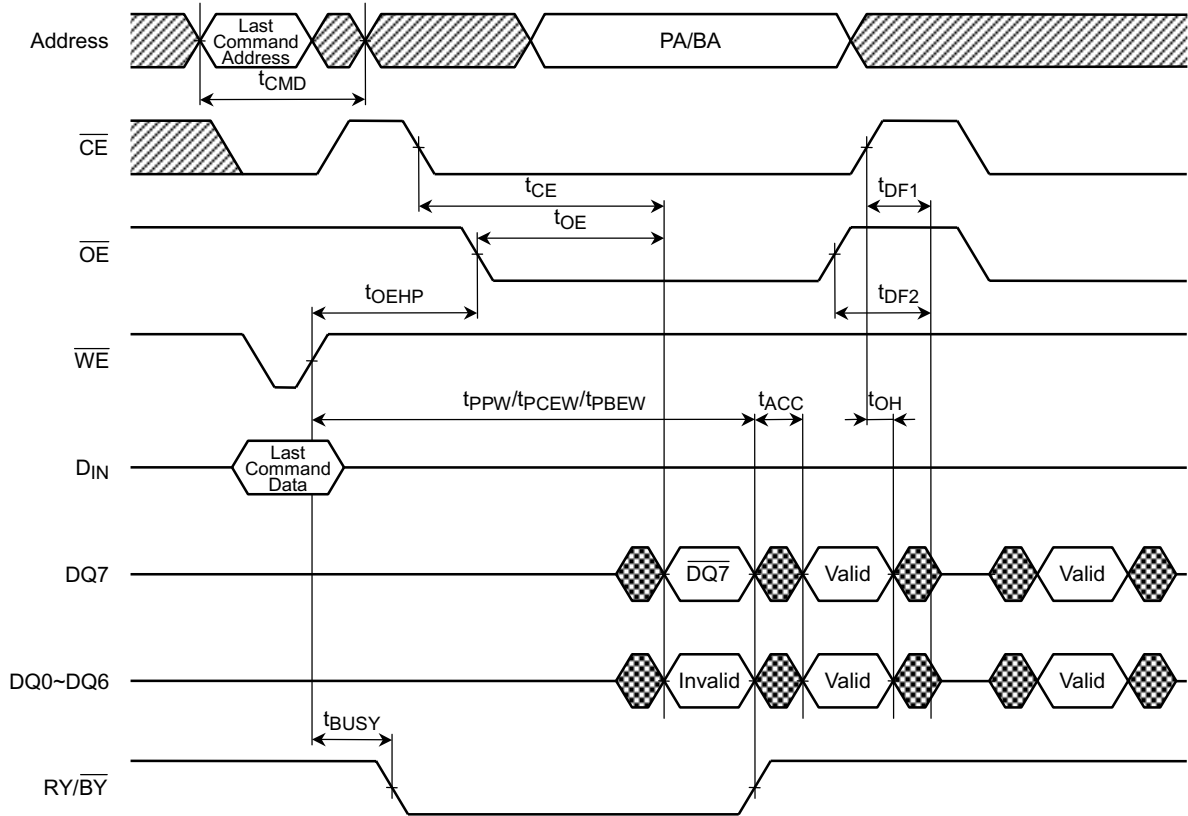 Address
Last
Command
Address
PA/BA
tCMD
CE
tCE
tDF1
tOE
OE
tOEHP
tDF2
WE
tPPW/tPCEW/tPBEW
tACC
tOH
DIN
Last
Command
Data
DQ7
DQ7
Valid
Valid
DQ0~DQ6
Invalid
Valid
Valid
tBUSY
RY/BY